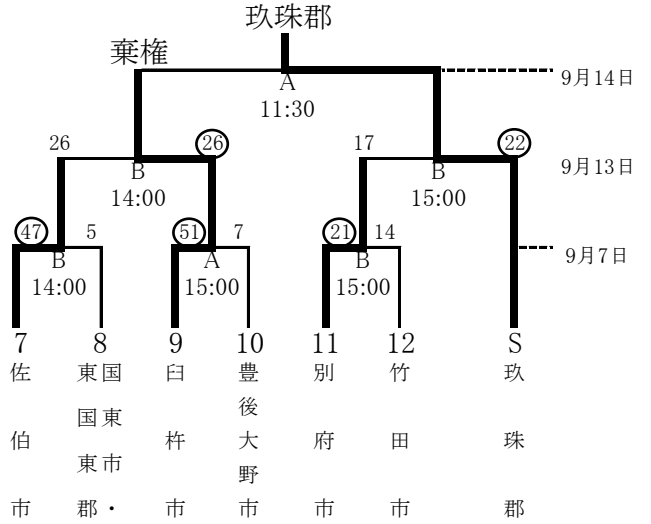 玖珠郡
棄権
9月14日
A
11:30
26
26
17
22
9月13日
B
14:00
B
15:00
47
5
51
7
21
14
9月7日
B
14:00
A
15:00
B
15:00
7
8
9
10
11
12
S
佐伯市
国東市・
東国東郡
臼杵市
豊後大野市
別府市
竹田市
玖珠郡